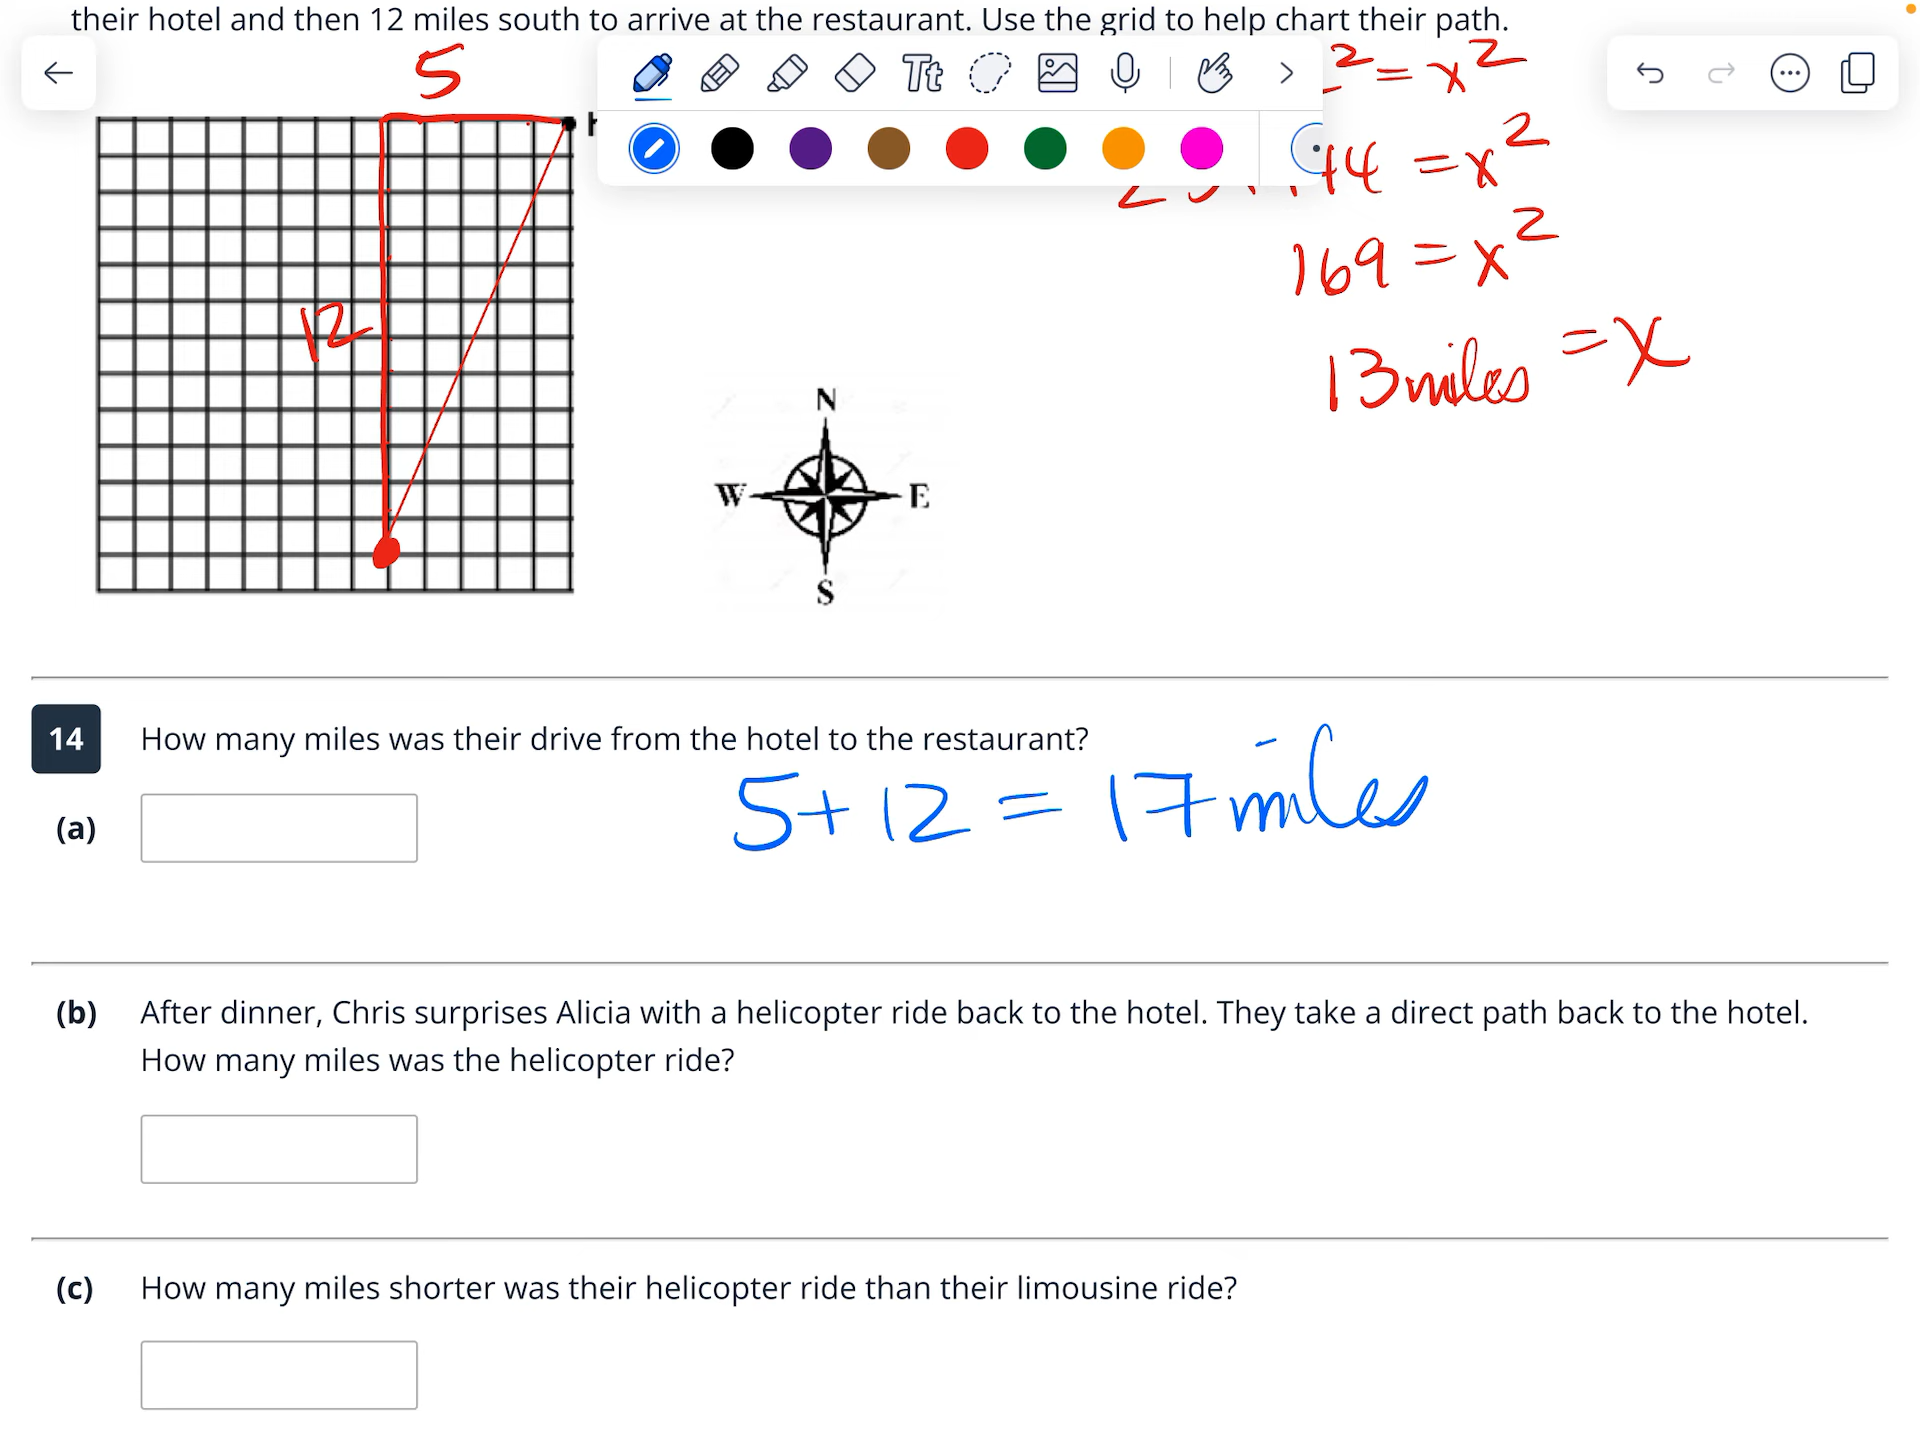 their hotel and then 12 miles south to arrive at the restaurant. Use the grid to help chart their path.
5
Tt
2 = x2
44 = x2
169 = x2
12
13 miles = x
N
W E
S
14 How many miles was their drive from the hotel to the restaurant?
5 + 12 = 17 miles
(a)
(b) After dinner, Chris surprises Alicia with a helicopter ride back to the hotel. They take a direct path back to the hotel.
How many miles was the helicopter ride?
(c) How many miles shorter was their helicopter ride than their limousine ride?